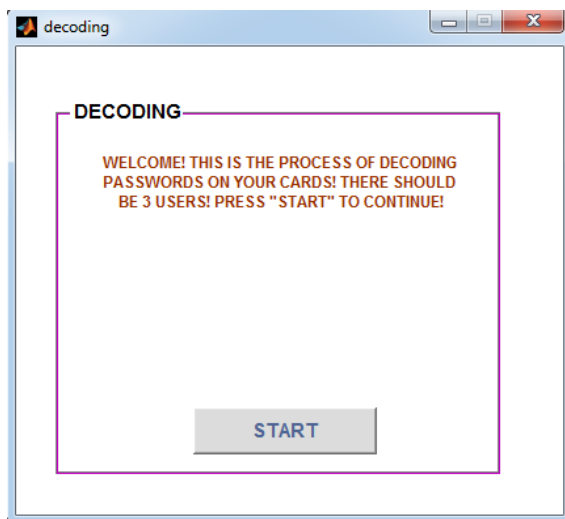 decoding
DECODING
WELCOME! THIS IS THE PROCESS OF DECODING
PASSWORDS ON YOUR CARDS! THERE SHOULD
BE 3 USERS! PRESS "START" TO CONTINUE!
START